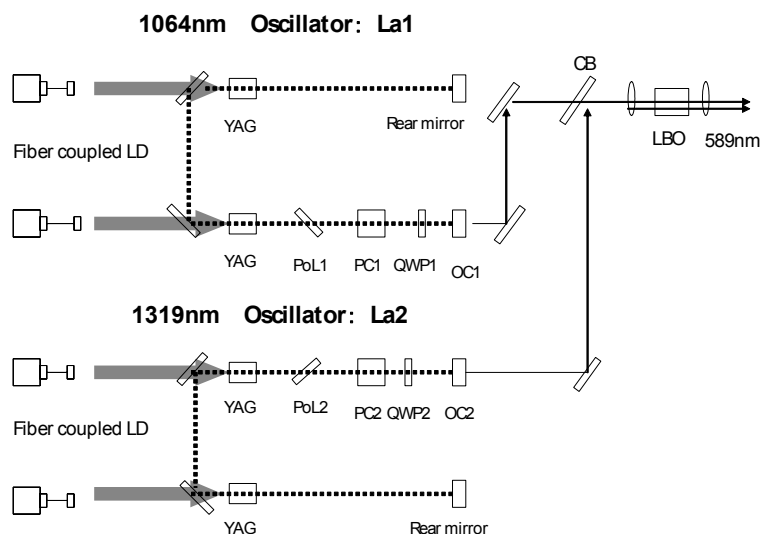 1064nm Oscillator: La1
CB
YAG
Rear mirror
LBO
589nm
Fiber coupled LD
YAG
PoL1
PC1
QWP1
OC1
1319nm Oscillator: La2
YAG
PoL2
PC2
QWP2
OC2
Fiber coupled LD
YAG
Rear mirror